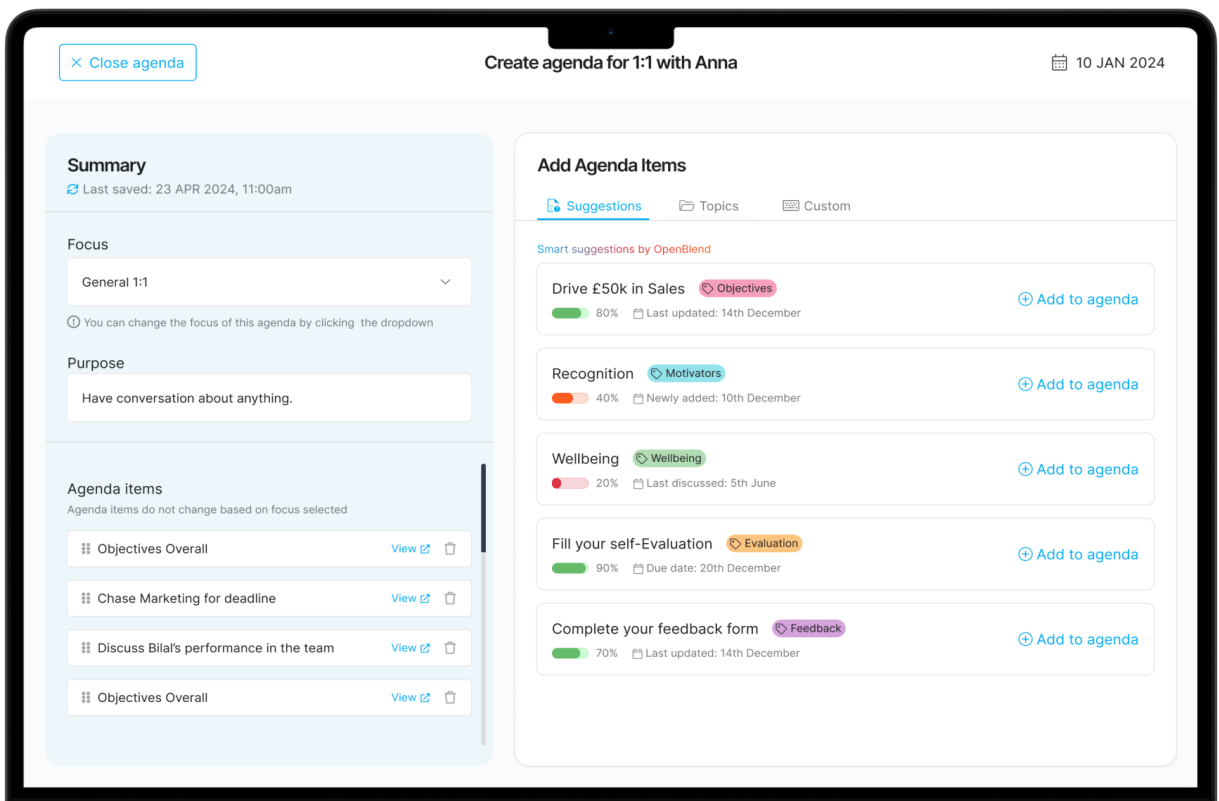 Close agenda
Create agenda for 1:1 with Anna
10 JAN 2024
Summary
Last saved: 23 APR 2024, 11:00am
Focus
General 1:1
You can change the focus of this agenda by clicking the dropdown
Purpose
Have conversation about anything.
Agenda items
Agenda items do not change based on focus selected
Objectives Overall View
Chase Marketing for deadline View
Discuss Bilal's performance in the team View
Objectives Overall View
Add Agenda Items
Suggestions Topics Custom
Smart suggestions by OpenBlend
Drive £50k in Sales Objectives
80% Last updated: 14th December
Add to agenda
Recognition Motivators
40% Newly added: 10th December
Add to agenda
Wellbeing Wellbeing
20% Last discussed: 5th June
Add to agenda
Fill your self-Evaluation Evaluation
90% Due date: 20th December
Add to agenda
Complete your feedback form Feedback
70% Last updated: 14th December
Add to agenda